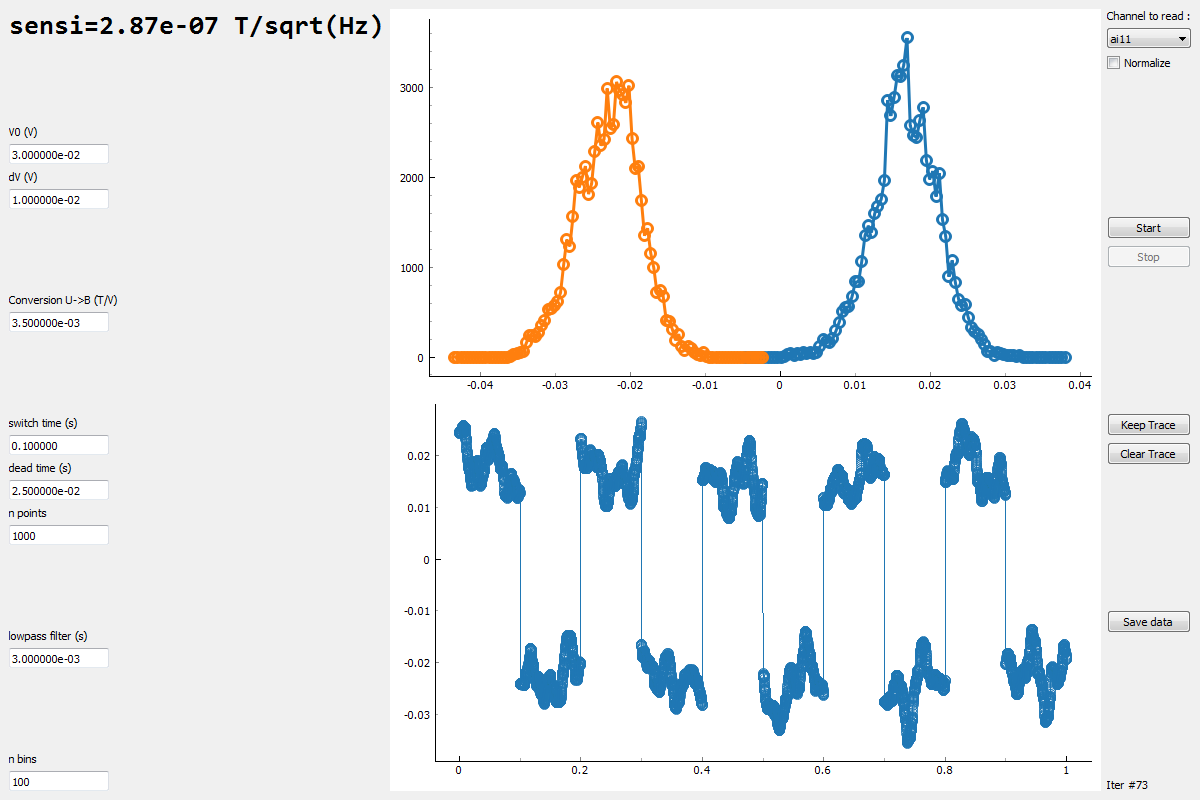 sensi=2.87e-07 T/sqrt(Hz)
V0 (V)
3.000000e-02
dV (V)
1.000000e-02
Conversion U->B (T/V)
3.500000e-03
switch time (s)
0.100000
dead time (s)
2.500000e-02
n points
1000
lowpass filter (s)
3.000000e-03
n bins
100
3000
2000
1000
0
-0.04 -0.03 -0.02 -0.01 0 0.01 0.02 0.03 0.04
0.02
0.01
0
-0.01
-0.02
-0.03
0 0.2 0.4 0.6 0.8 1
Channel to read :
ai11
Normalize
Start
Stop
Keep Trace
Clear Trace
Save data
Iter #73